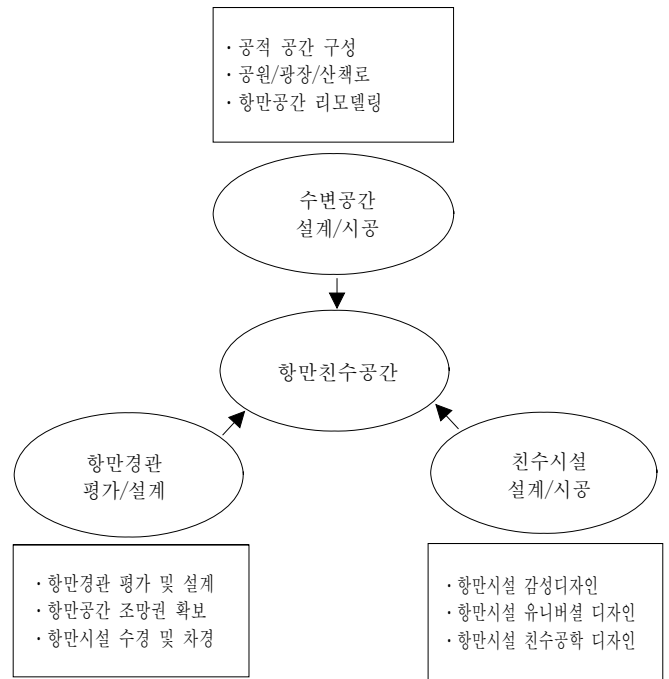 · 공적 공간 구성
· 공원/광장/산책로
· 항만공간 리모델링
수변공간
설계/시공
항만친수공간
항만경관
평가/설계
· 항만경관 평가 및 설계
· 항만공간 조망권 확보
· 항만시설 수경 및 차경
친수시설
설계/시공
· 항만시설 감성디자인
· 항만시설 유니버셜 디자인
· 항만시설 친수공학 디자인